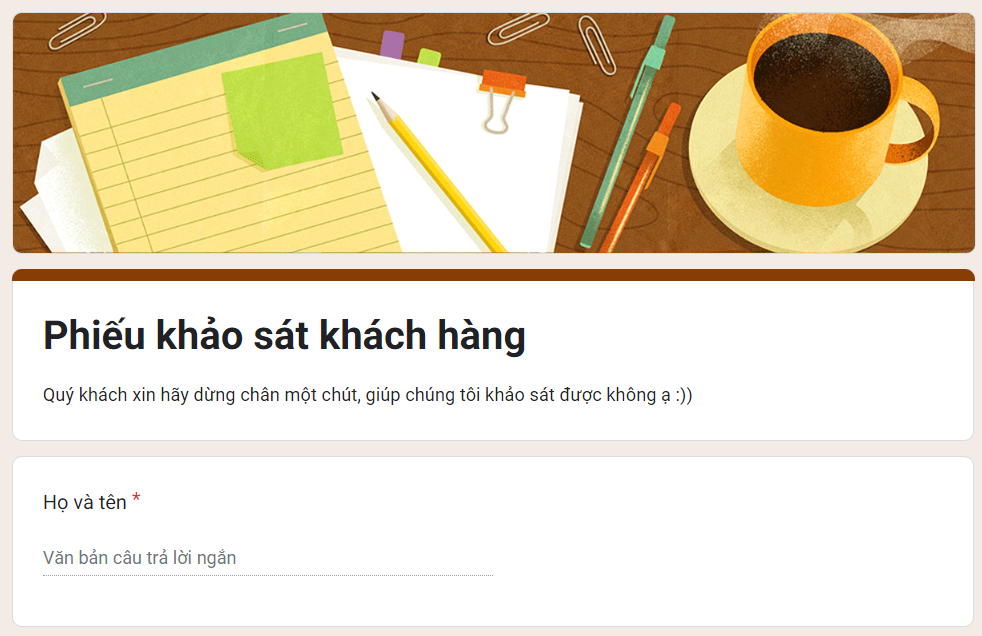 Phiếu khảo sát khách hàng
Quý khách xin hãy dừng chân một chút, giúp chúng tôi khảo sát được không ạ :))
Họ và tên *
Văn bản câu trả lời ngắn